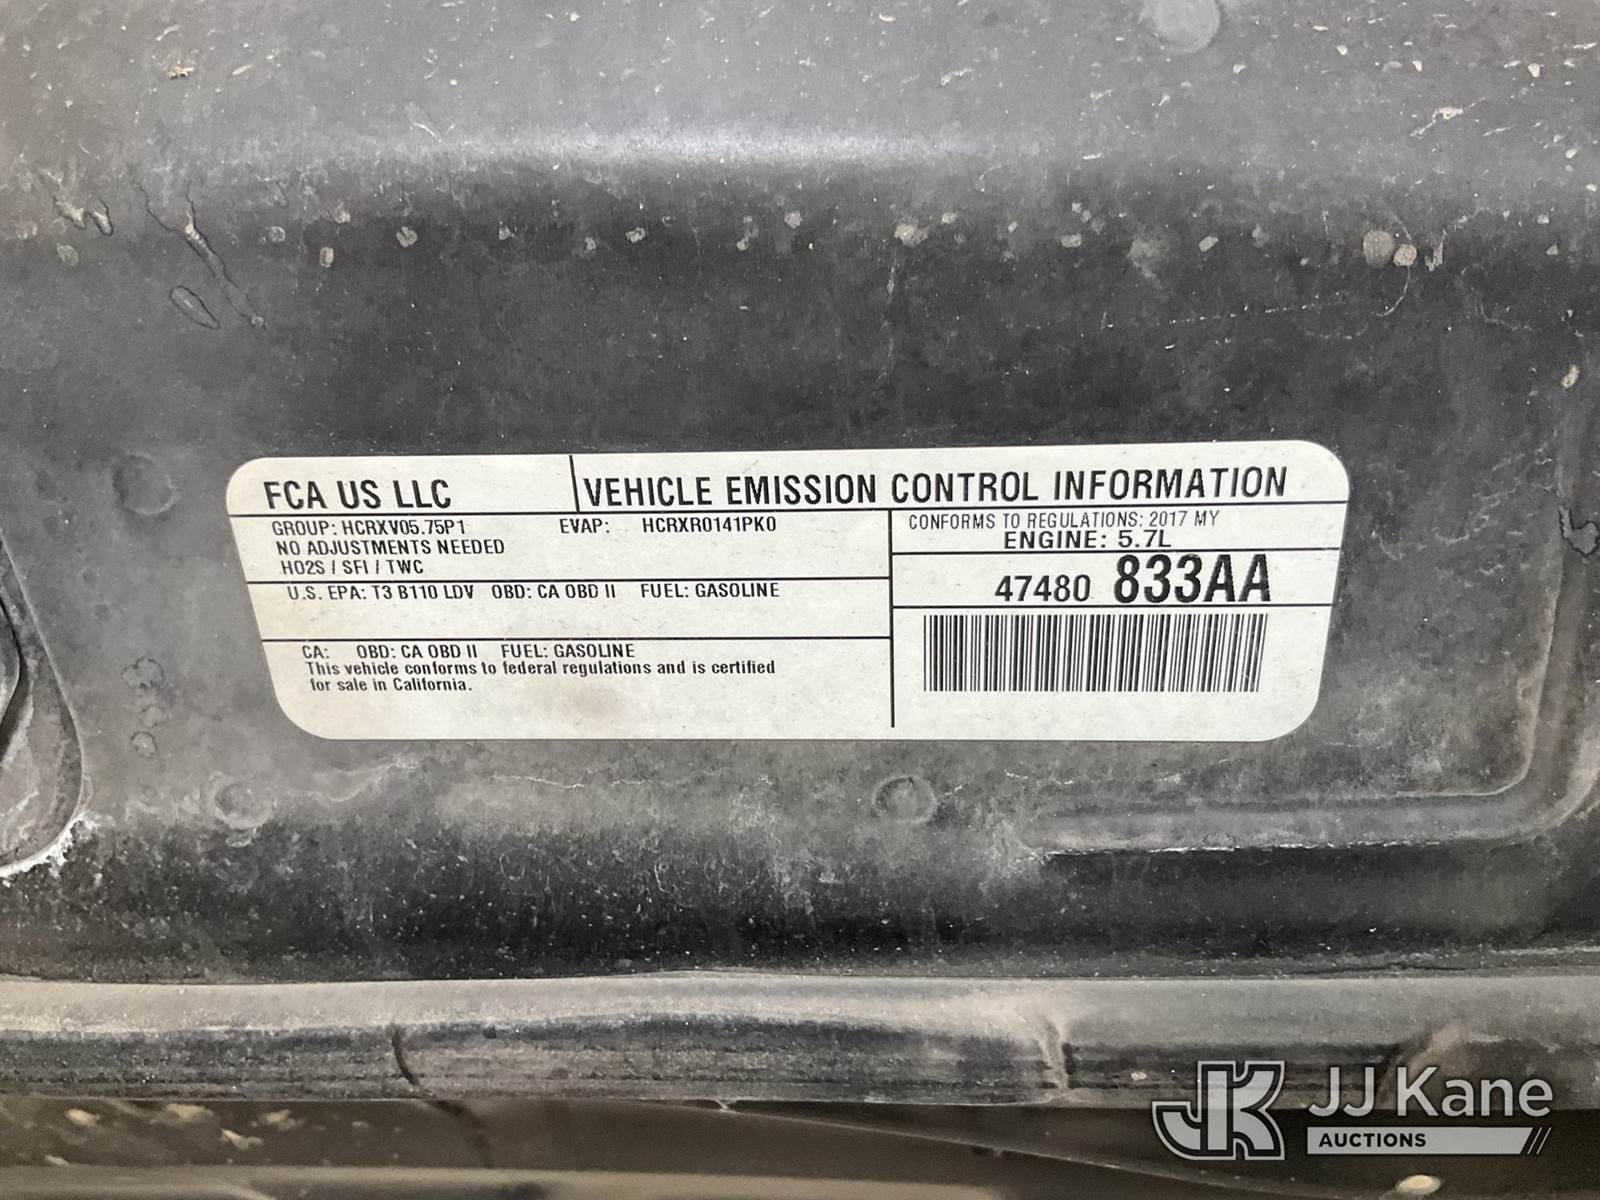 FCA US LLC
VEHICLE EMISSION CONTROL INFORMATION
GROUP: HCRXV05.75P1 EVAP: HCRXR0141PK0
NO ADJUSTMENTS NEEDED
HO2S / SFI / TWC
U.S. EPA: T3 B110 LDV OBD: CA OBD II FUEL: GASOLINE
CA: OBD: CA OBD II FUEL: GASOLINE
This vehicle conforms to federal regulations and is certified
for sale in California.
CONFORMS TO REGULATIONS: 2017 MY
ENGINE: 5.7L
47480 833AA
JK JJ Kane
AUCTIONS